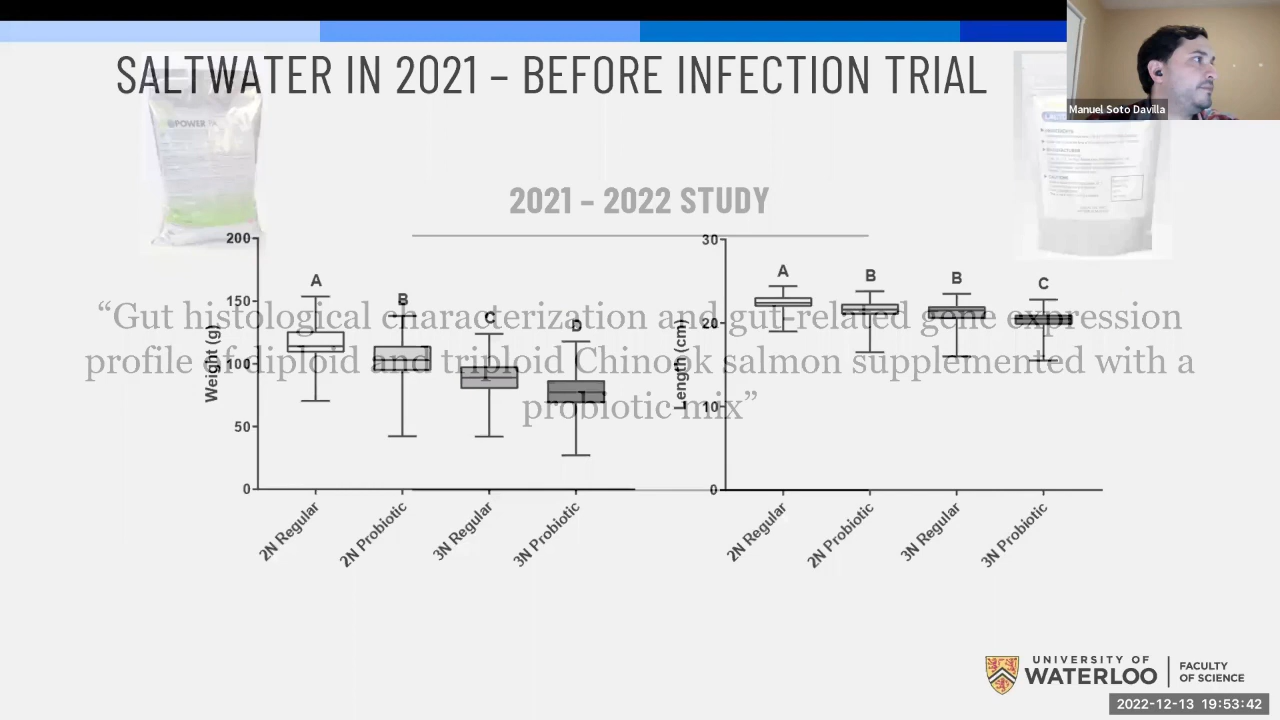 SALTWATER IN 2021 – BEFORE INFECTION TRIAL
Manuel Soto Davilla
POWER
2021 – 2022 STUDY
“Gut histological characterization and gut-related gene expression
profile of diploid and triploid Chinook salmon supplemented with a
probiotic mix”
Weight (g)
200
150
100
50
0
A
B
C
D
2N Regular
2N Probiotic
3N Regular
3N Probiotic
Length (cm)
30
20
10
0
A
B
B
C
2N Regular
2N Probiotic
3N Regular
3N Probiotic
UNIVERSITY OF
WATERLOO
FACULTY
OF SCIENCE
2022-12-13 19:53:42